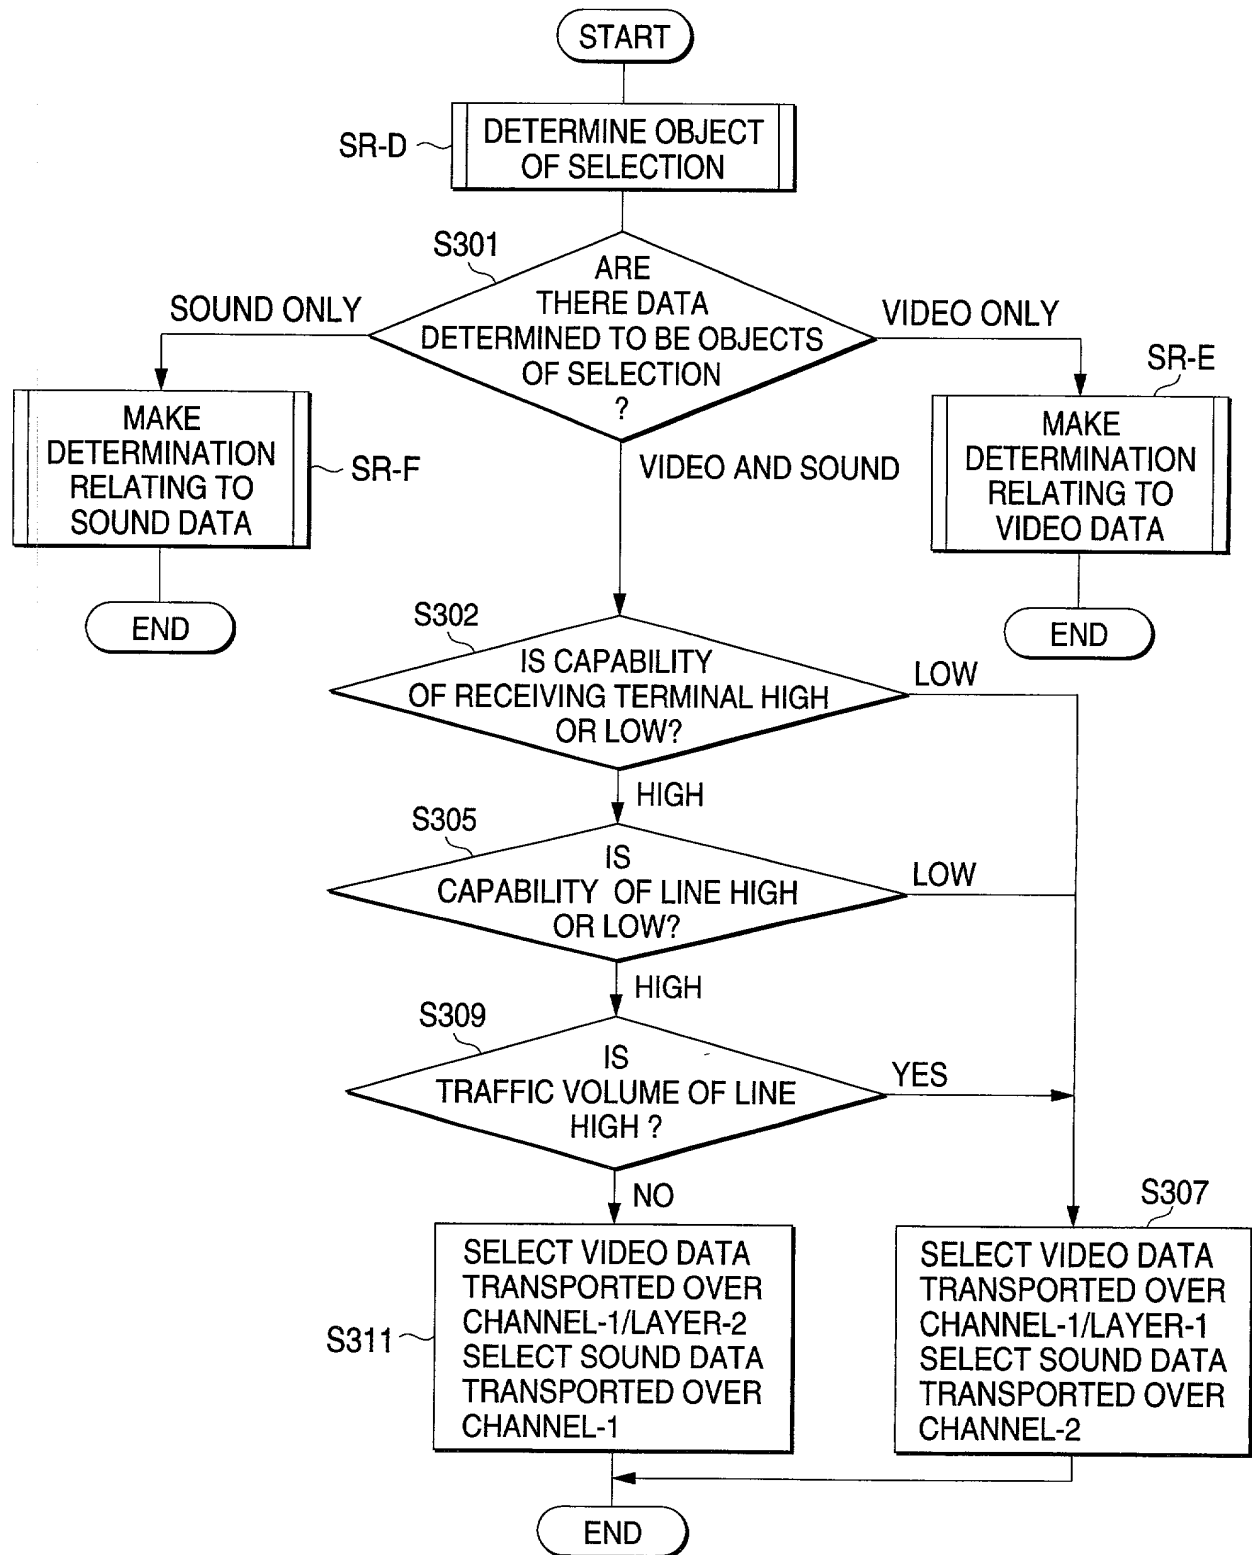 START
SR-D
DETERMINE OBJECT
OF SELECTION
S301
ARE
THERE DATA
DETERMINED TO BE OBJECTS
OF SELECTION
?
SOUND ONLY
VIDEO ONLY
VIDEO AND SOUND
MAKE
DETERMINATION
RELATING TO
SOUND DATA
SR-F
END
SR-E
MAKE
DETERMINATION
RELATING TO
VIDEO DATA
END
S302
IS CAPABILITY
OF RECEIVING TERMINAL HIGH
OR LOW?
LOW
HIGH
S305
IS
CAPABILITY OF LINE HIGH
OR LOW?
LOW
HIGH
S309
IS
TRAFFIC VOLUME OF LINE
HIGH ?
YES
NO
S311
SELECT VIDEO DATA
TRANSPORTED OVER
CHANNEL-1/LAYER-2
SELECT SOUND DATA
TRANSPORTED OVER
CHANNEL-1
S307
SELECT VIDEO DATA
TRANSPORTED OVER
CHANNEL-1/LAYER-1
SELECT SOUND DATA
TRANSPORTED OVER
CHANNEL-2
END